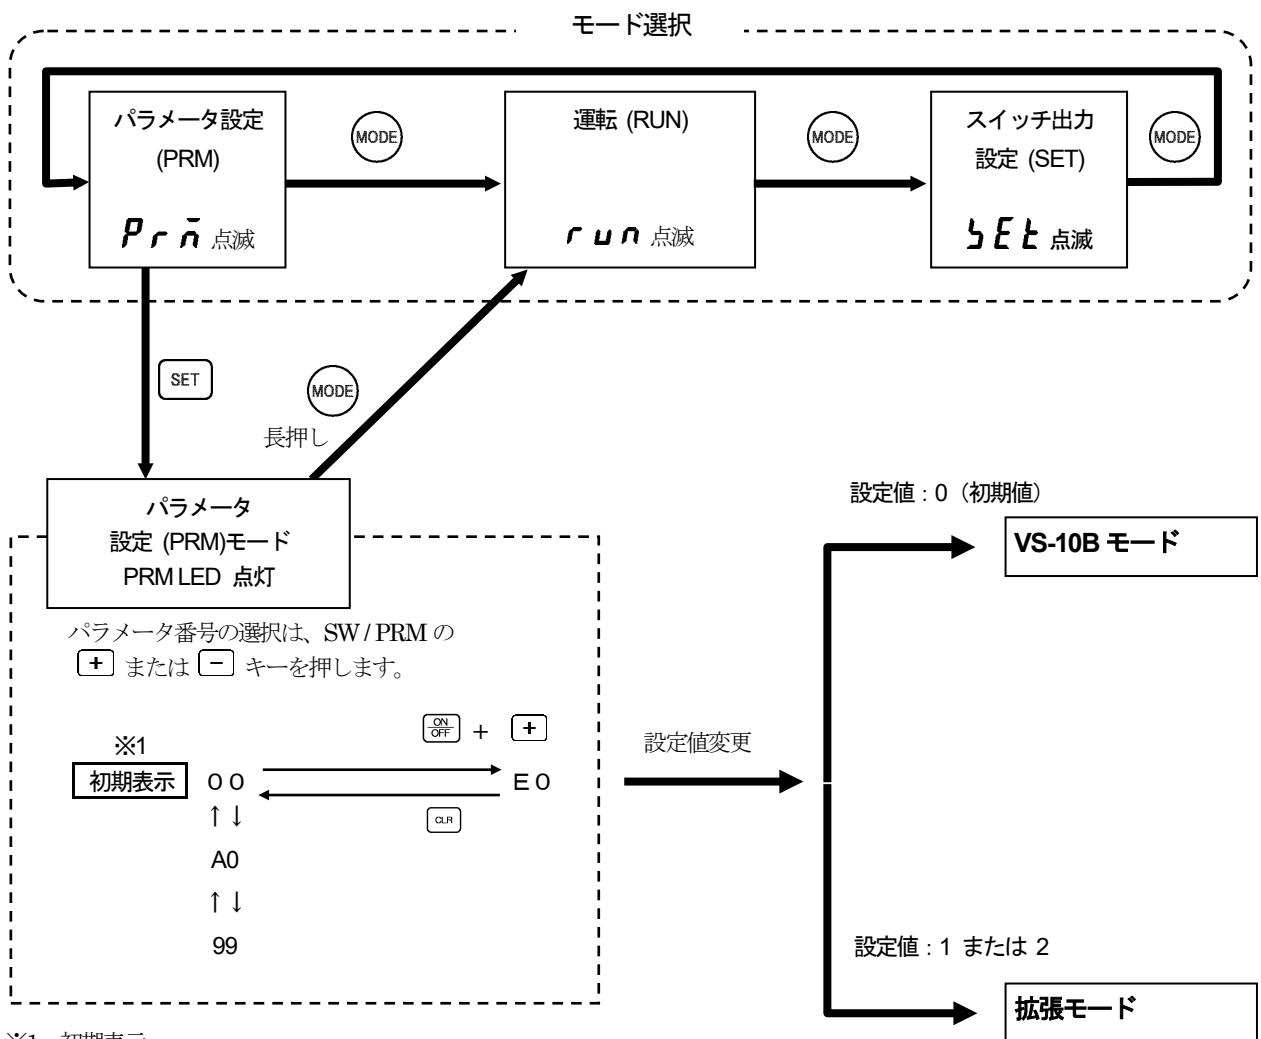 モード選択
パラメータ設定
(PRM)
Prm 点滅
MODE
運転 (RUN)
run 点滅
MODE
スイッチ出力
設定 (SET)
SEt 点滅
MODE
SET
MODE
長押し
パラメータ
設定 (PRM)モード
PRM LED 点灯
パラメータ番号の選択は、SW / PRM の
+ または - キーを押します。
ON
OFF + +
※1
初期表示 0 0 E 0
↑↓ CLR
A0
↑↓
99
設定値変更
設定値:0(初期値)
VS-10B モード
設定値:1 または 2
拡張モード
※1 初期表示